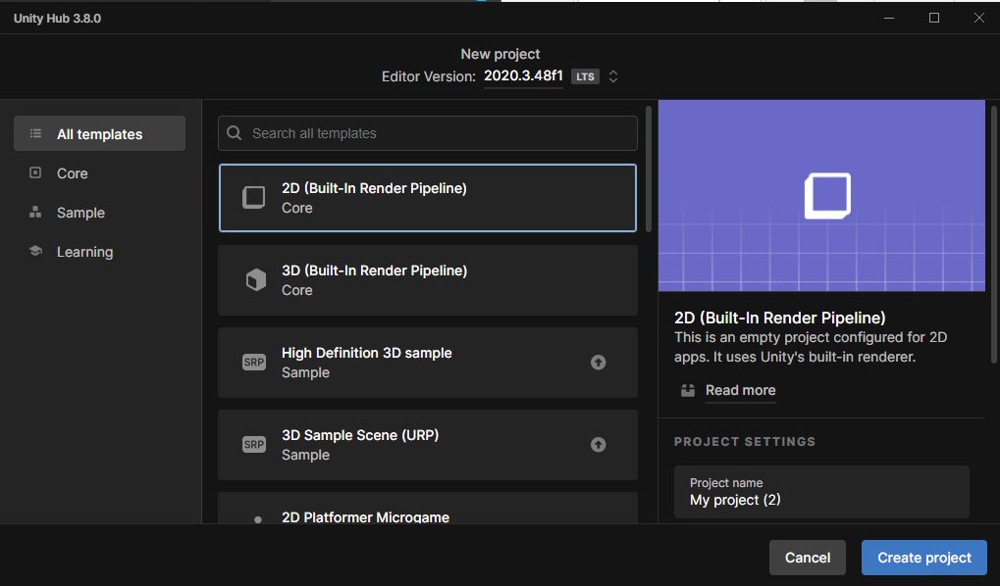 Unity Hub 3.8.0
New project
Editor Version: 2020.3.48f1 LTS
All templates
Core
Sample
Learning
Search all templates
2D (Built-In Render Pipeline)
Core
3D (Built-In Render Pipeline)
Core
SRP
High Definition 3D sample
Sample
SRP
3D Sample Scene (URP)
Sample
2D Platformer Microgame
2D (Built-In Render Pipeline)
This is an empty project configured for 2D
apps. It uses Unity's built-in renderer.
Read more
PROJECT SETTINGS
Project name
My project (2)
Cancel
Create project